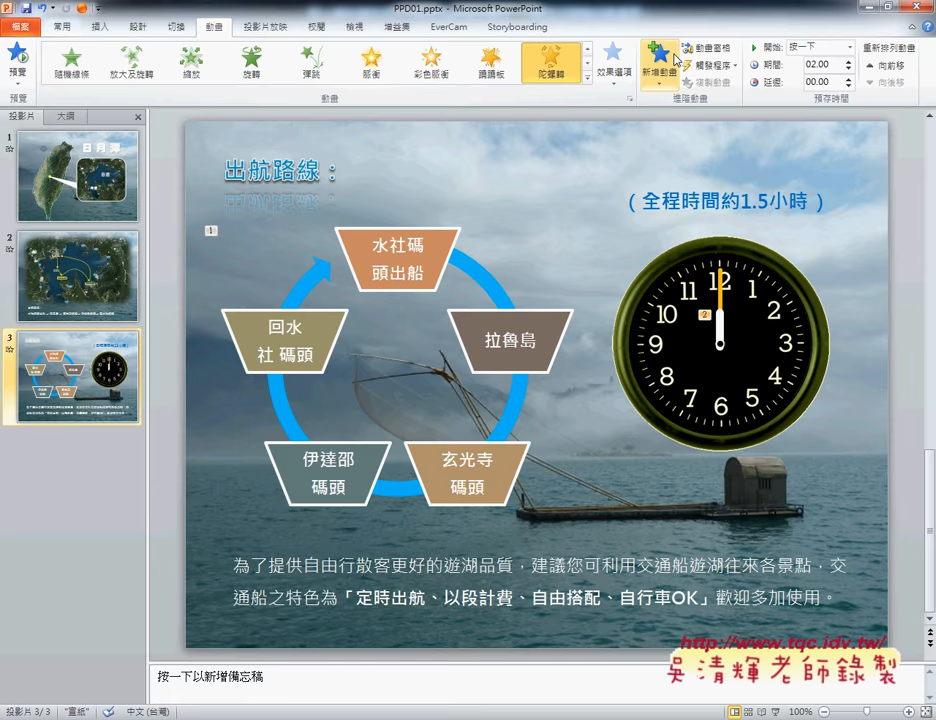 PPD01.pptx - Microsoft PowerPoint
檔案 常用 插入 設計 切換 動畫 投影片放映 校閱 檢視 增益集 EverCam Storyboarding
預覽 隨機線條 放大及旋轉 縮放 旋轉 彈跳 脈衝 彩色脈衝 蹺蹺板 陀螺轉 效果選項 新增動畫
動畫窗格
觸發程序
複製動畫
開始: 按一下
期間: 02.00
延遲: 00.00
重新排列動畫
向前移
向後移
預覽 動畫 進階動畫 預存時間
投影片 大綱
1
日月潭
2
3
出航路線：
（全程時間約1.5小時）
1
水社碼
頭出船
回水
社 碼頭
拉魯島
伊達邵
碼頭
玄光寺
碼頭
12
1
2
3
4
5
6
7
8
9
10
11
2
為了提供自由行散客更好的遊湖品質，建議您可利用交通船遊湖往來各景點，交
通船之特色為「定時出航、以段計費、自由搭配、自行車OK」歡迎多加使用。
http://www.tqc.idv.tw/
吳清輝老師錄製
按一下以新增備忘稿
投影片 3/3 "宣紙" 中文 (台灣) 100%